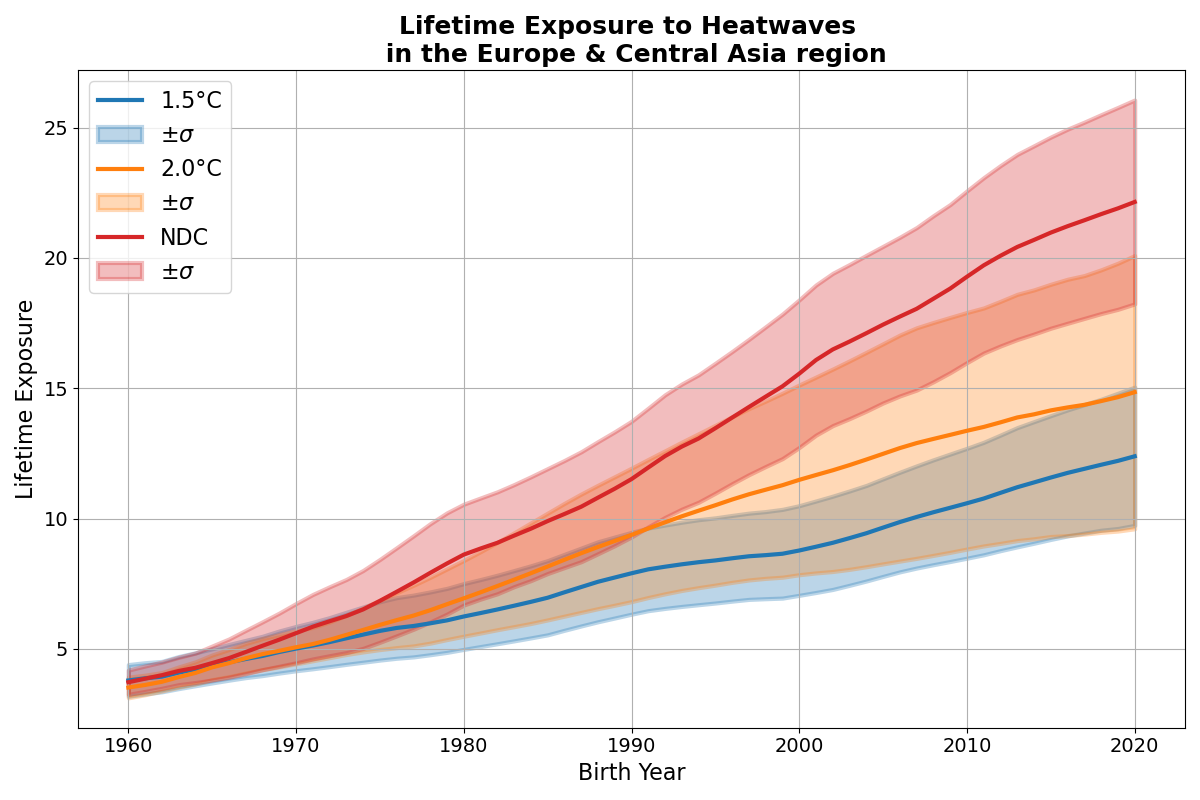 Lifetime Exposure to Heatwaves
in the Europe & Central Asia region
1.5°C
±σ
2.0°C
±σ
NDC
±σ
25
20
15
10
5
Lifetime Exposure
1960 1970 1980 1990 2000 2010 2020
Birth Year